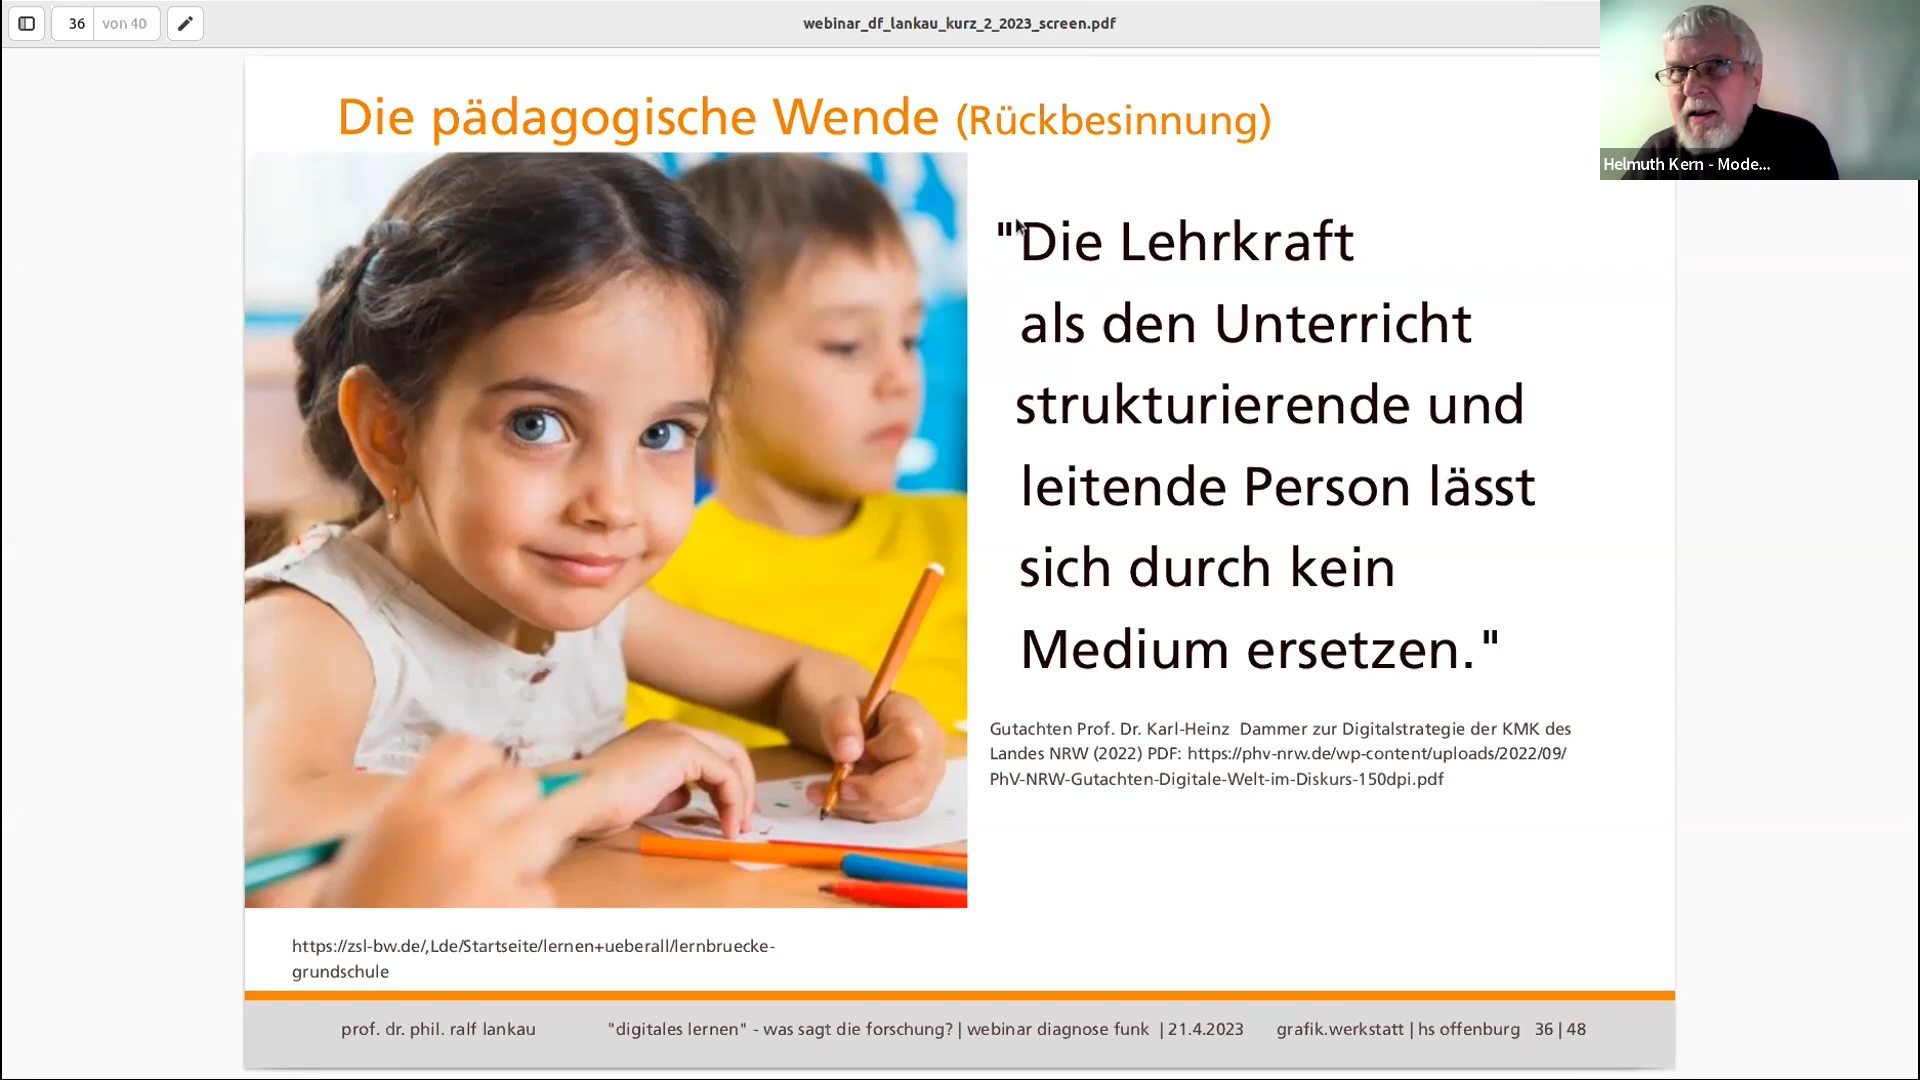 36
von 40
webinar_df_lankau_kurz_2_2023_screen.pdf
Helmuth Kern - Mode...
Die pädagogische Wende (Rückbesinnung)
"Die Lehrkraft
als den Unterricht
strukturierende und
leitende Person lässt
sich durch kein
Medium ersetzen."
Gutachten Prof. Dr. Karl-Heinz Dammer zur Digitalstrategie der KMK des
Landes NRW (2022) PDF: https://phv-nrw.de/wp-content/uploads/2022/09/
PhV-NRW-Gutachten-Digitale-Welt-im-Diskurs-150dpi.pdf
https://zsl-bw.de/,Lde/Startseite/lernen+ueberall/lernbruecke-
grundschule
prof. dr. phil. ralf lankau "digitales lernen" - was sagt die forschung? | webinar diagnose funk | 21.4.2023 grafik.werkstatt | hs offenburg 36 | 48